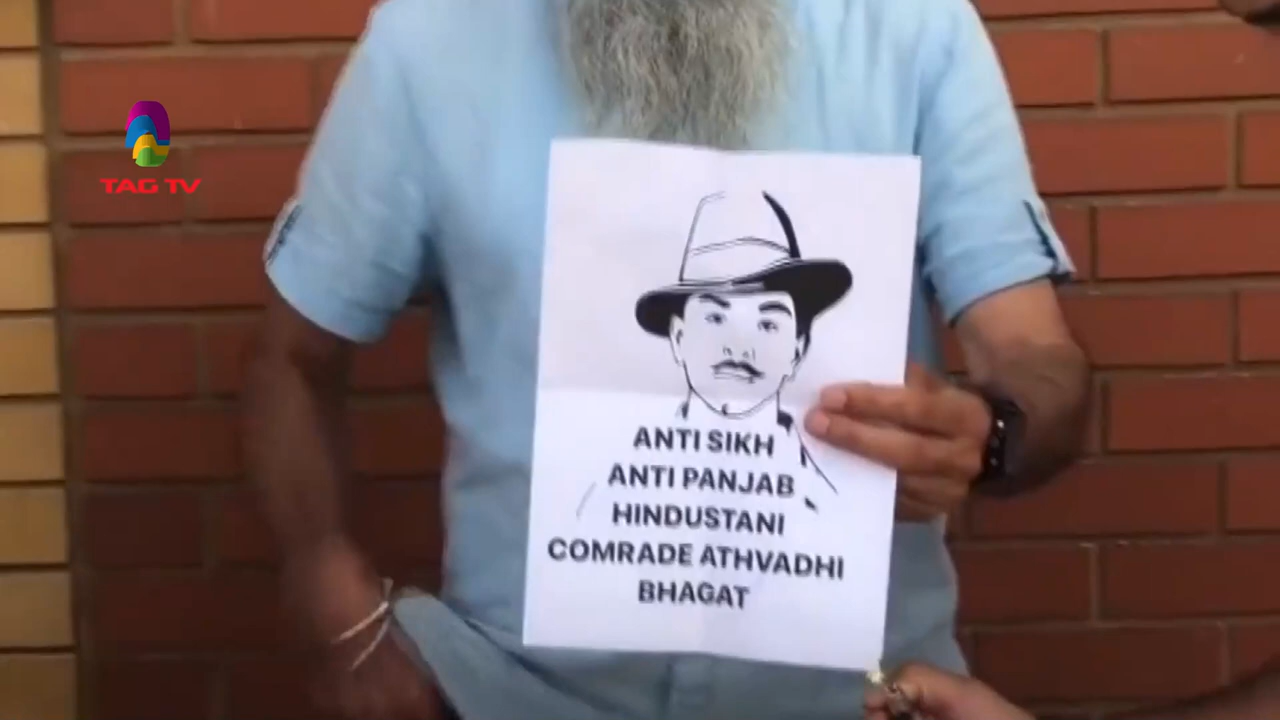 TAG TV
ANTI SIKH
ANTI PANJAB
HINDUSTANI
COMRADE ATHVADHI
BHAGAT